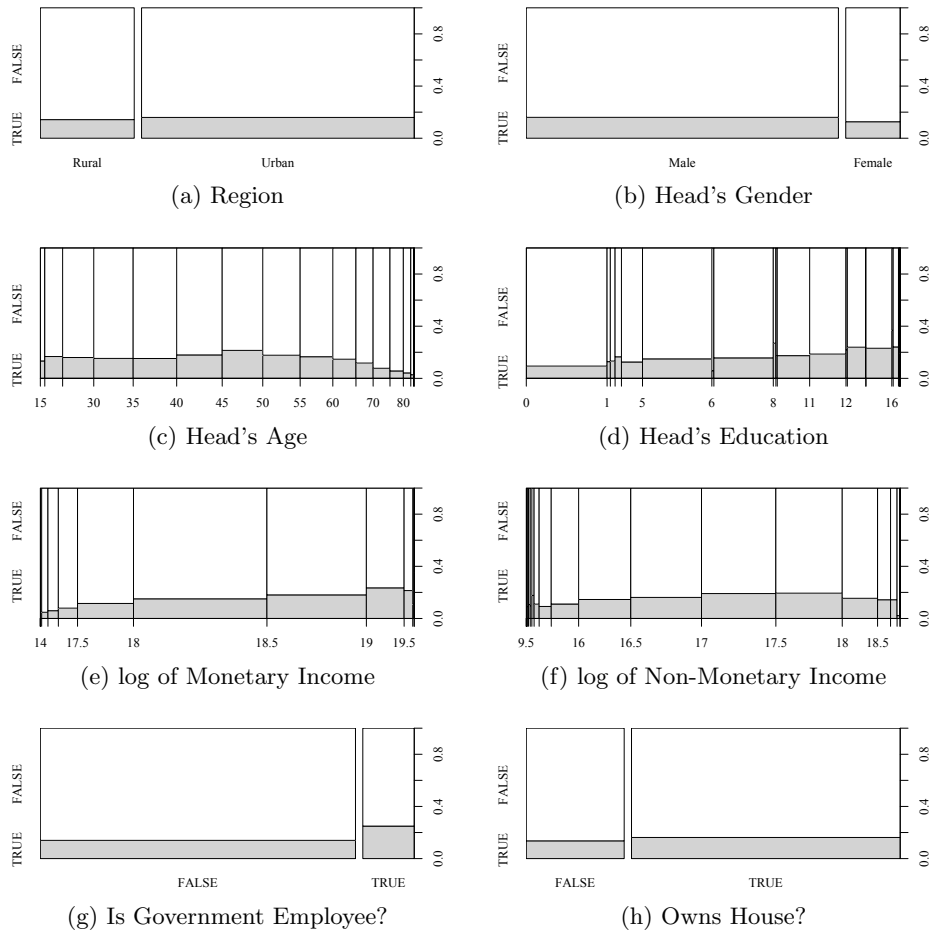 FALSE
TRUE
0.8
0.4
0.0
Rural
Urban
(a) Region
FALSE
TRUE
0.8
0.4
0.0
Male
Female
(b) Head's Gender
FALSE
TRUE
0.8
0.4
0.0
15 30 35 40 45 50 55 60 70 80
(c) Head's Age
FALSE
TRUE
0.8
0.4
0.0
0 1 5 6 8 11 12 16
(d) Head's Education
FALSE
TRUE
0.8
0.4
0.0
14 17.5 18 18.5 19 19.5
(e) log of Monetary Income
FALSE
TRUE
0.8
0.4
0.0
9.5 16 16.5 17 17.5 18 18.5
(f) log of Non-Monetary Income
FALSE
TRUE
0.8
0.4
0.0
FALSE
TRUE
(g) Is Government Employee?
FALSE
TRUE
0.8
0.4
0.0
FALSE
TRUE
(h) Owns House?